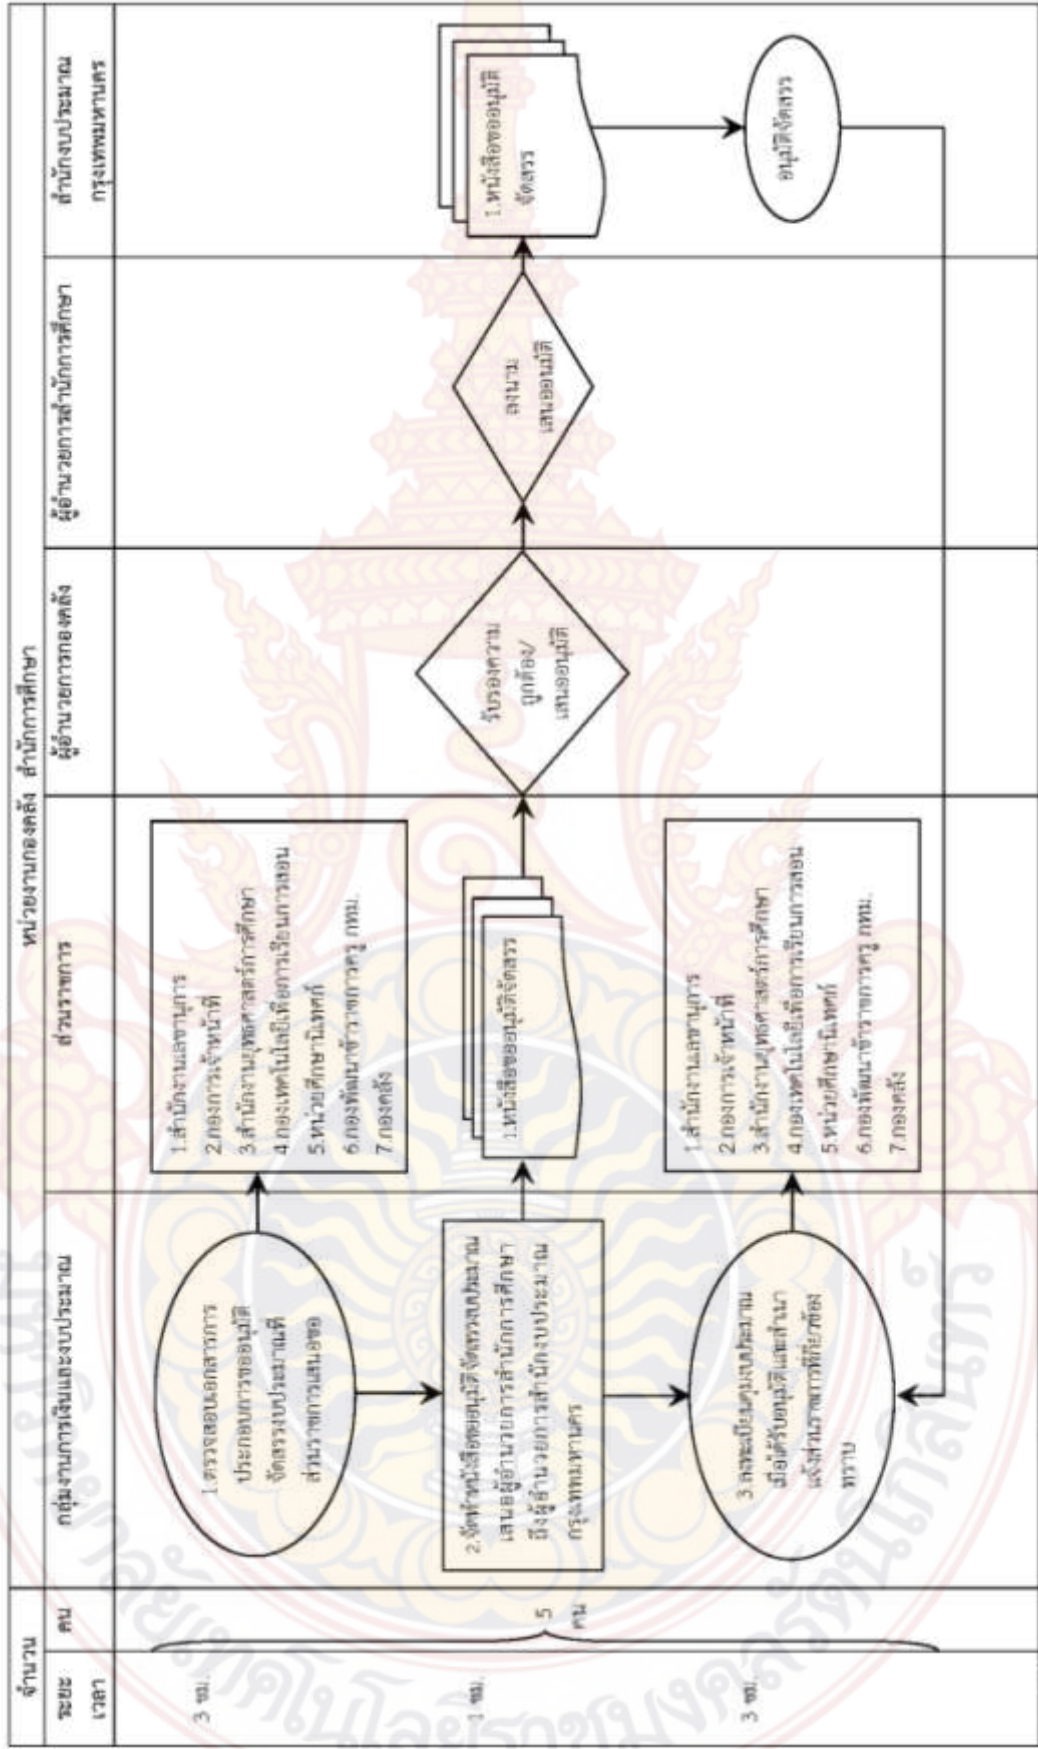 จำนวน
หน่วยงานกองคลัง สำนักการศึกษา
ระยะ
เวลา
คน
กลุ่มงานการเงินและงบประมาณ
ส่วนราชการ
ผู้อำนวยการกองคลัง
ผู้อำนวยการสำนักการศึกษา
สำนักงบประมาณ
กรุงเทพมหานคร
3 ชม.
1.ตรวจสอบเอกสารการ
ประกอบการขออนุมัติ
จัดสรรงบประมาณที่
ส่วนราชการเสนอขอ
1.สำนักงานเลขานุการ
2.กองการเจ้าหน้าที่
3.สำนักงานยุทธศาสตร์การศึกษา
4.กองเทคโนโลยีเพื่อการเรียนการสอน
5.หน่วยศึกษานิเทศก์
6.กองพัฒนาข้าราชการครู กทม.
7.กองคลัง
1 ชม.
5
คน
2.จัดทำหนังสือขออนุมัติจัดสรรงบประมาณ
เสนอผู้อำนวยการสำนักการศึกษา
ถึงผู้อำนวยการสำนักงบประมาณ
กรุงเทพมหานคร
1.หนังสือขออนุมัติจัดสรร
รับรองความ
ถูกต้อง/
เสนออนุมัติ
ลงนาม
เสนออนุมัติ
1.หนังสือขออนุมัติ
จัดสรร
3 ชม.
3.ลงทะเบียนคุมงบประมาณ
เมื่อได้รับอนุมัติและสำเนา
แจ้งส่วนราชการที่เกี่ยวข้อง
ทราบ
1.สำนักงานเลขานุการ
2.กองการเจ้าหน้าที่
3.สำนักงานยุทธศาสตร์การศึกษา
4.กองเทคโนโลยีเพื่อการเรียนการสอน
5.หน่วยศึกษานิเทศก์
6.กองพัฒนาข้าราชการครู กทม.
7.กองคลัง
อนุมัติจัดสรร